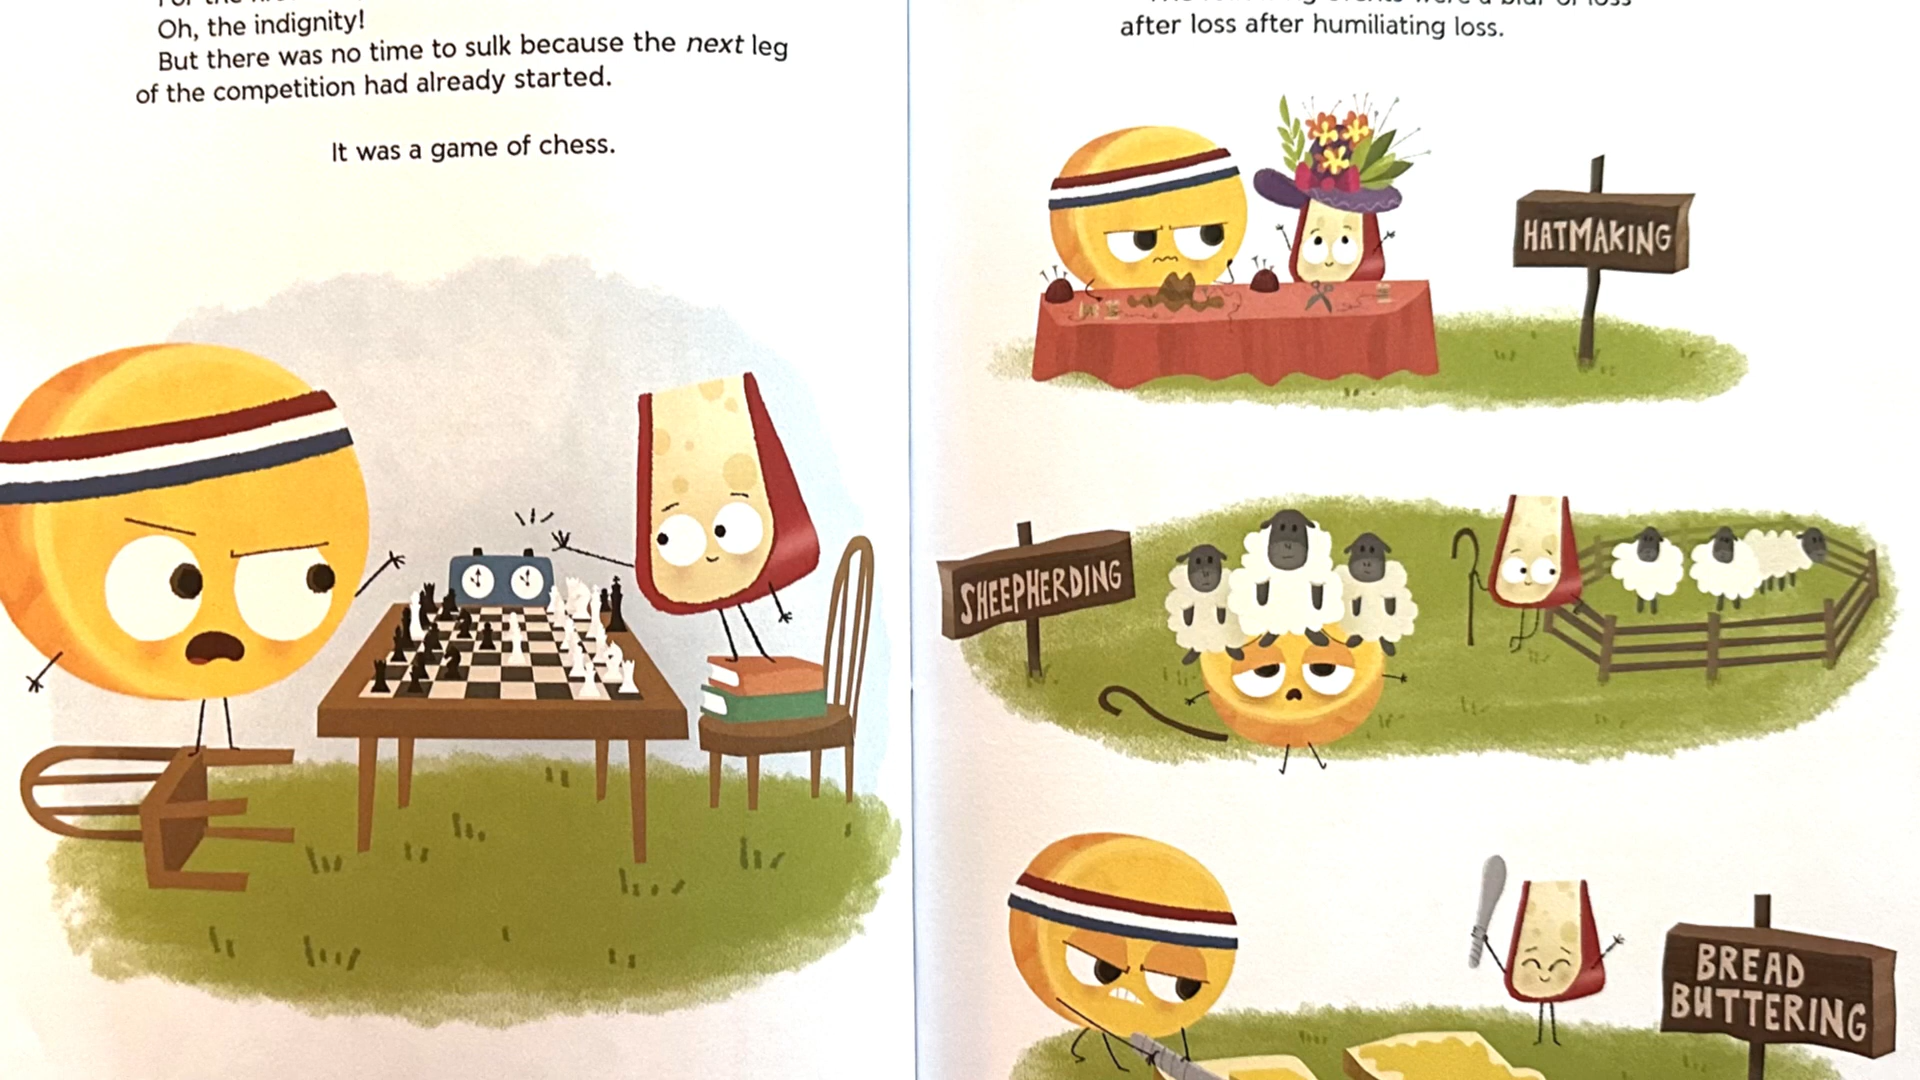 Oh, the indignity!
But there was no time to sulk because the next leg
of the competition had already started.
It was a game of chess.
after loss after humiliating loss.
HATMAKING
SHEEPHERDING
BREAD
BUTTERING